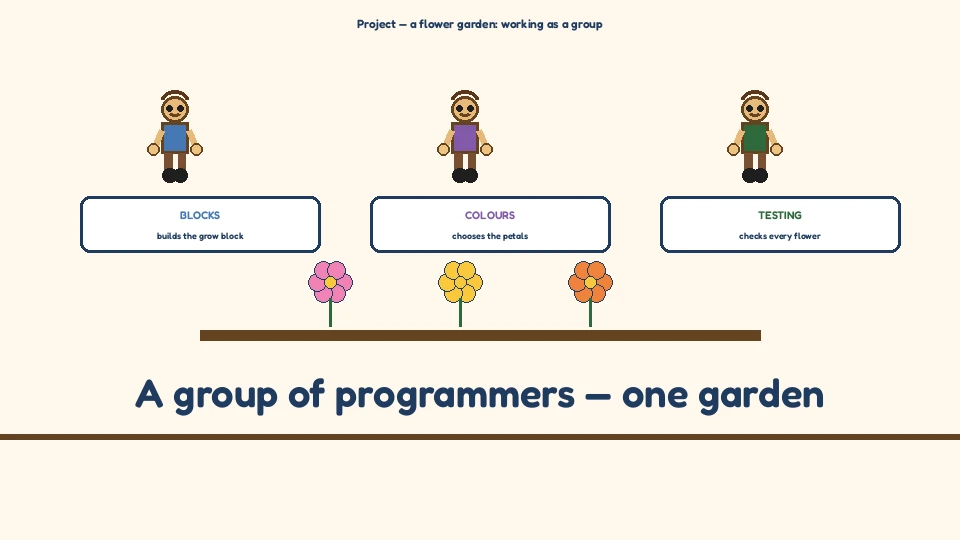 Project — a flower garden: working as a group
BLOCKS
builds the grow block
COLOURS
chooses the petals
TESTING
checks every flower
A group of programmers — one garden